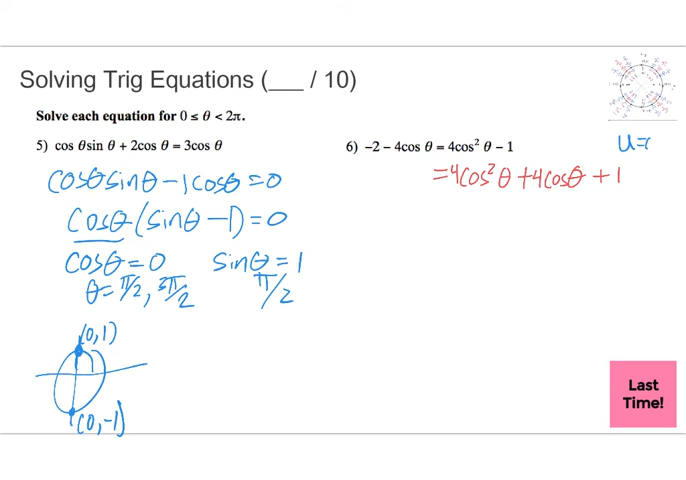 Solving Trig Equations (___ / 10)
Solve each equation for 0 ≤ θ < 2π.
5) cos θsin θ + 2cos θ = 3cos θ
cosθsinθ - 1cosθ = 0
cosθ(sinθ - 1) = 0
cosθ = 0 sinθ = 1
θ = π/2, 3π/2 π/2
(0, 1)
(0, -1)
6) -2 - 4cos θ = 4cos² θ - 1
u=
= 4cos²θ + 4cosθ + 1
Last
Time!